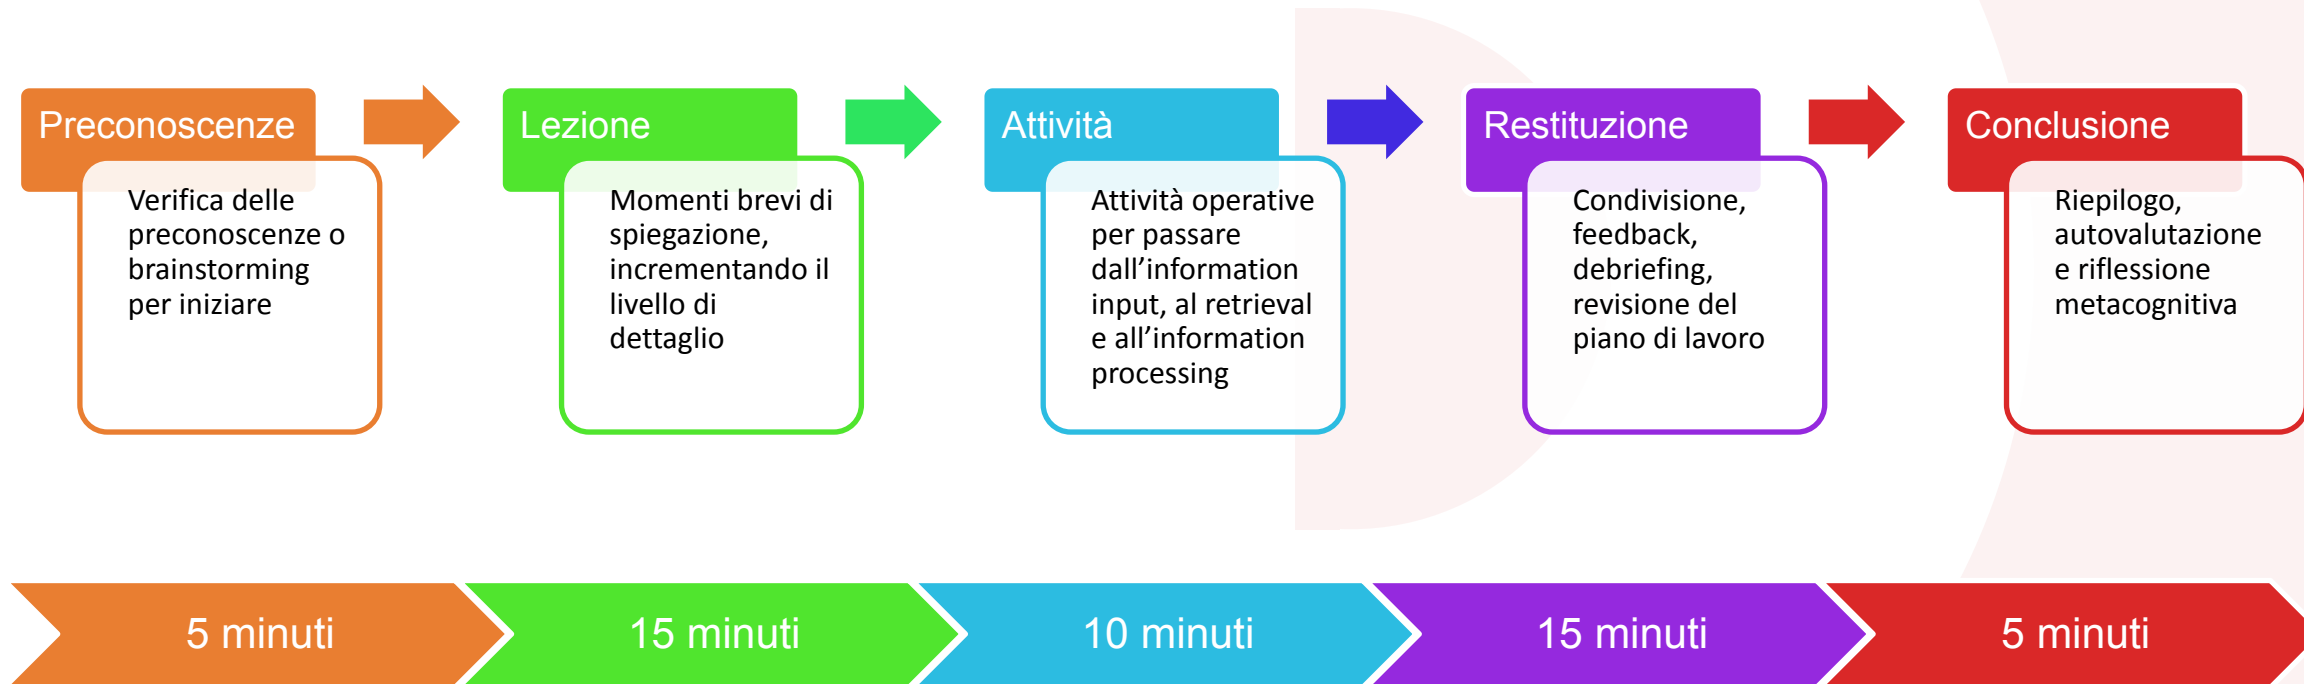 Preconoscenze
Verifica delle
preconoscenze o
brainstorming
per iniziare
Lezione
Momenti brevi di
spiegazione,
incrementando il
livello di
dettaglio
Attività
Attività operative
per passare
dall’information
input, al retrieval
e all’information
processing
Restituzione
Condivisione,
feedback,
debriefing,
revisione del
piano di lavoro
Conclusione
Riepilogo,
autovalutazione
e riflessione
metacognitiva
5 minuti
15 minuti
10 minuti
15 minuti
5 minuti